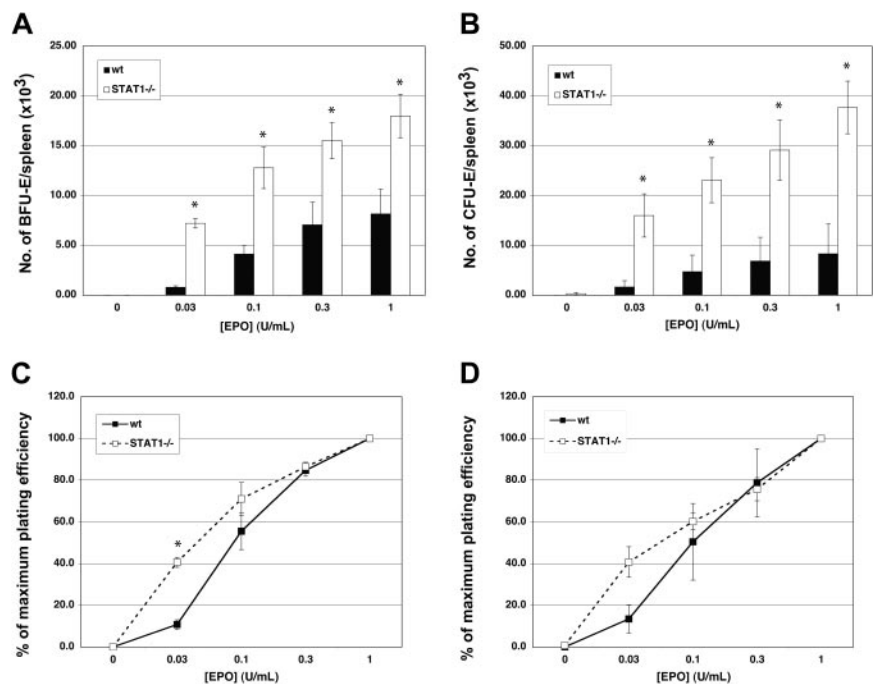 A
No. of BFU-E/spleen (x10³)
25.00
20.00
15.00
10.00
5.00
0.00
wt
STAT1-/-
*
*
*
*
0 0.03 0.1 0.3 1
[EPO] (U/mL)
B
No. of CFU-E/spleen (x10³)
50.00
40.00
30.00
20.00
10.00
0.00
wt
STAT1-/-
*
*
*
*
0 0.03 0.1 0.3 1
[EPO] (U/mL)
C
% of maximum plating efficiency
120.0
100.0
80.0
60.0
40.0
20.0
0.0
wt
STAT1-/-
*
0 0.03 0.1 0.3 1
[EPO] (U/mL)
D
% of maximum plating efficiency
120.0
100.0
80.0
60.0
40.0
20.0
0.0
wt
STAT1-/-
0 0.03 0.1 0.3 1
[EPO] (U/mL)